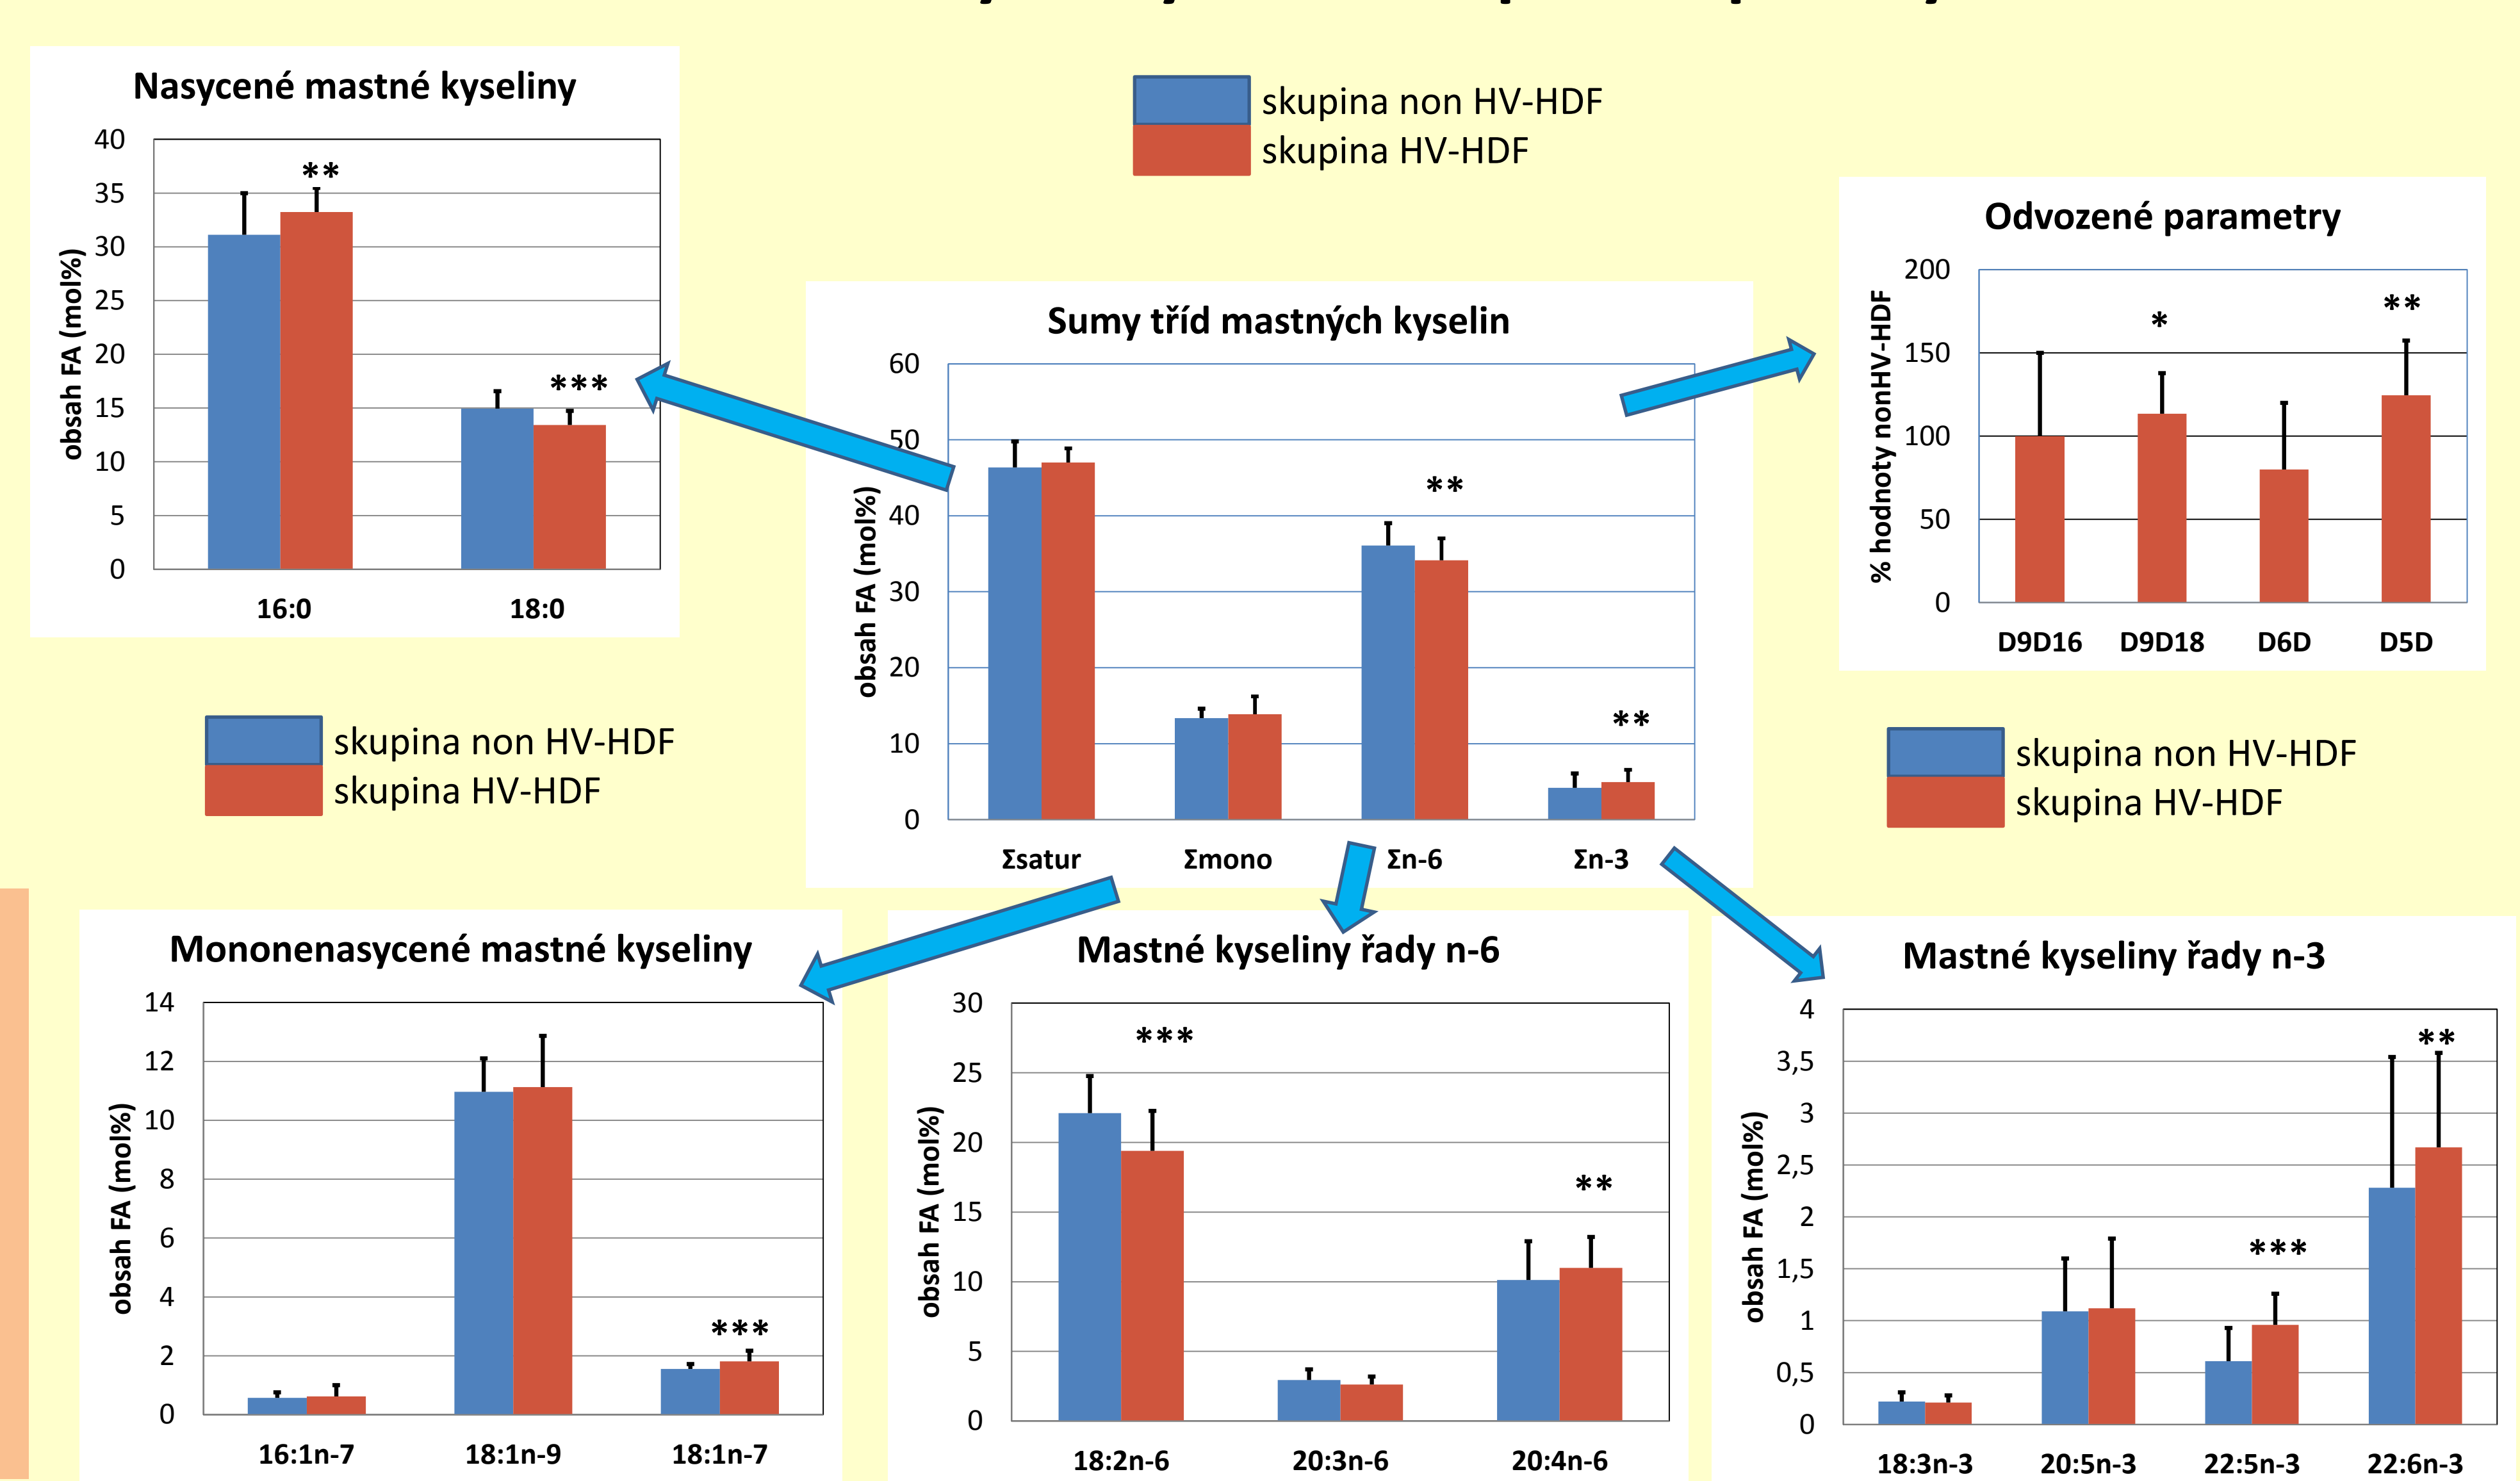 Nasycené mastné kyseliny
obsah FA (mol%)
40
35
30
25
20
15
10
5
0
**
***
16:0
18:0
skupina non HV-HDF
skupina HV-HDF
Odvozené parametry
% hodnoty nonHV-HDF
200
150
100
50
0
*
**
D9D16
D9D18
D6D
D5D
Sumy tříd mastných kyselin
obsah FA (mol%)
60
50
40
30
20
10
0
**
**
Σsatur
Σmono
Σn-6
Σn-3
skupina non HV-HDF
skupina HV-HDF
skupina non HV-HDF
skupina HV-HDF
Mononenasycené mastné kyseliny
obsah FA (mol%)
14
12
10
8
6
4
2
0
***
16:1n-7
18:1n-9
18:1n-7
Mastné kyseliny řady n-6
obsah FA (mol%)
30
25
20
15
10
5
0
***
**
18:2n-6
20:3n-6
20:4n-6
Mastné kyseliny řady n-3
obsah FA (mol%)
4
3,5
3
2,5
2
1,5
1
0,5
0
***
**
18:3n-3
20:5n-3
22:5n-3
22:6n-3